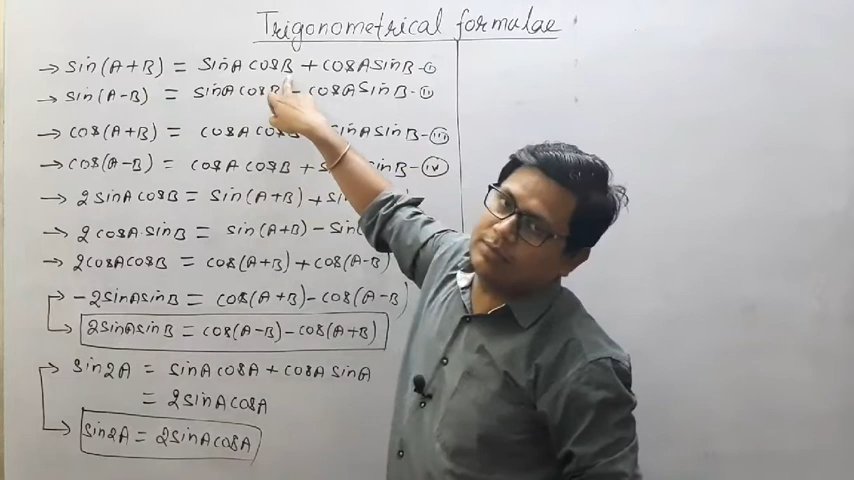 Trigonometrical formulae
→ sin(A+B) = sinA cosB + cosA sinB - (i)
→ sin(A-B) = sinA cosB - cosA sinB - (ii)
→ cos(A+B) = cosA cosB sinA sinB - (iii)
→ cos(A-B) = cosA cosB + sinB - (iv)
→ 2 sinA cosB = sin(A+B) +
→ 2 cosA·sinB = sin(A+B) -
→ 2cosA cosB = cos(A+B) + cos(A-B)
→ -2sinA sinB = cos(A+B) - cos(A-B)
→ 2sinA sinB = cos(A-B) - cos(A+B)
→ sin2A = sinA cosA + cosA sinA
= 2sinA cosA
→ sin2A = 2sinA cosA